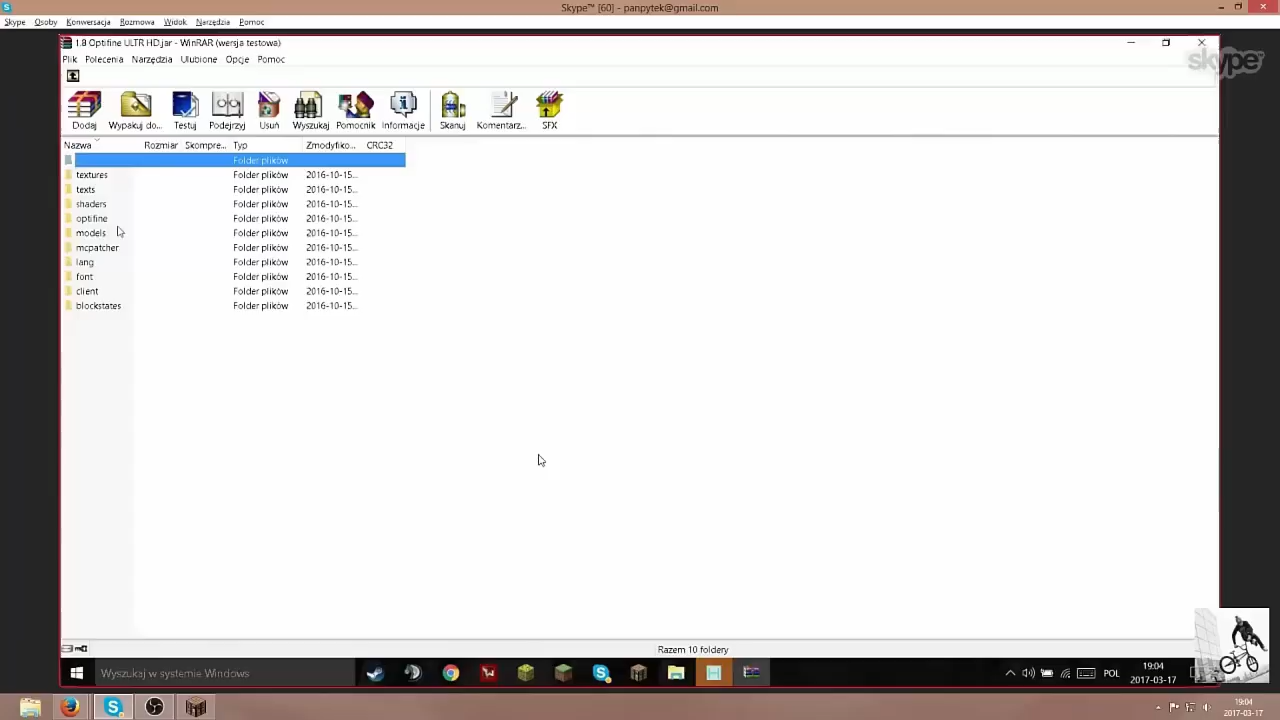 Skype™ [60] - panpytek@gmail.com
Skype Osoby Konwersacja Rozmowa Widok Narzędzia Pomoc
1.8 Optifine ULTR HD.jar - WinRAR (wersja testowa)
Plik Polecenia Narzędzia Ulubione Opcje Pomoc
skype
Dodaj Wypakuj do... Testuj Podejrzyj Usuń Wyszukaj Pomocnik Informacje Skanuj Komentarz... SFX
Nazwa Rozmiar Skompre... Typ Zmodyfiko... CRC32
Folder plików
textures Folder plików 2016-10-15...
texts Folder plików 2016-10-15...
shaders Folder plików 2016-10-15...
optifine Folder plików 2016-10-15...
models Folder plików 2016-10-15...
mcpatcher Folder plików 2016-10-15...
lang Folder plików 2016-10-15...
font Folder plików 2016-10-15...
client Folder plików 2016-10-15...
blockstates Folder plików 2016-10-15...
Razem 10 foldery
Wyszukaj w systemie Windows
POL
19:04
2017-03-17
19:04
2017-03-17